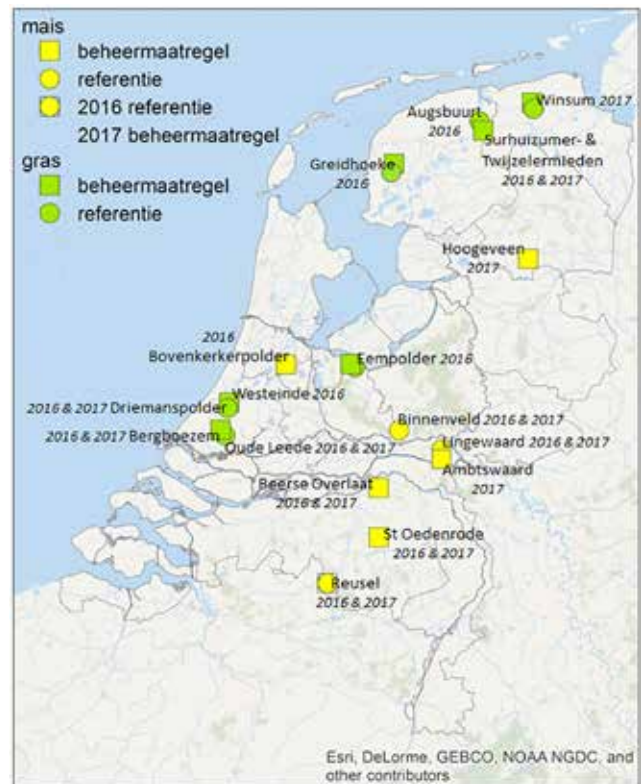 mais
beheermaatregel
referentie
2016 referentie
2017 beheermaatregel
gras
beheermaatregel
referentie
Winsum 2017
Augsbuurt
2016
Surhuizumer- &
Twijzelermieden
2016 & 2017
Greidhoeke
2016
Hoogeveen
2017
2016
Bovenkerkerpolder
Eempolder 2016
Westeinde 2016
2016 & 2017 Driemanspolder
Binnenveld 2016 & 2017
2016 & 2017 Bergboezem
Oude Leede 2016 & 2017
Lingewaard 2016 & 2017
Ambtswaard
2017
Beerse Overlaat
2016 & 2017
St Oedenrode
2016 & 2017
Reusel
2016 & 2017
Esri, DeLorme, GEBCO, NOAA NGDC, and
other contributors